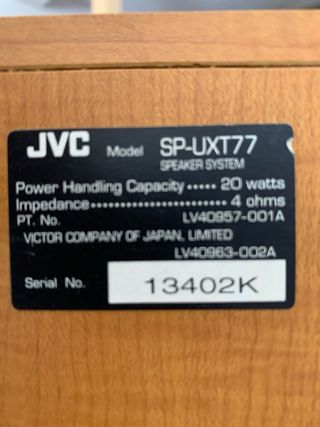 JVC Model SP-UXT77
SPEAKER SYSTEM
Power Handling Capacity ····· 20 watts
Impedance························ 4 ohms
PT. No. LV40957-001A
VICTOR COMPANY OF JAPAN, LIMITED
LV40963-002A
Serial No. 13402K